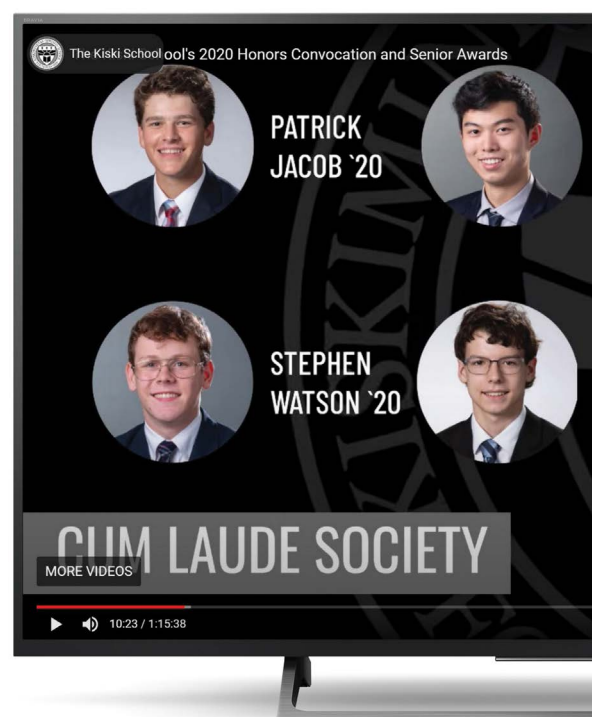 The Kiski School ool's 2020 Honors Convocation and Senior Awards
PATRICK
JACOB `20
STEPHEN
WATSON `20
KISKIMI
CUM LAUDE SOCIETY
MORE VIDEOS
10:23 / 1:15:38